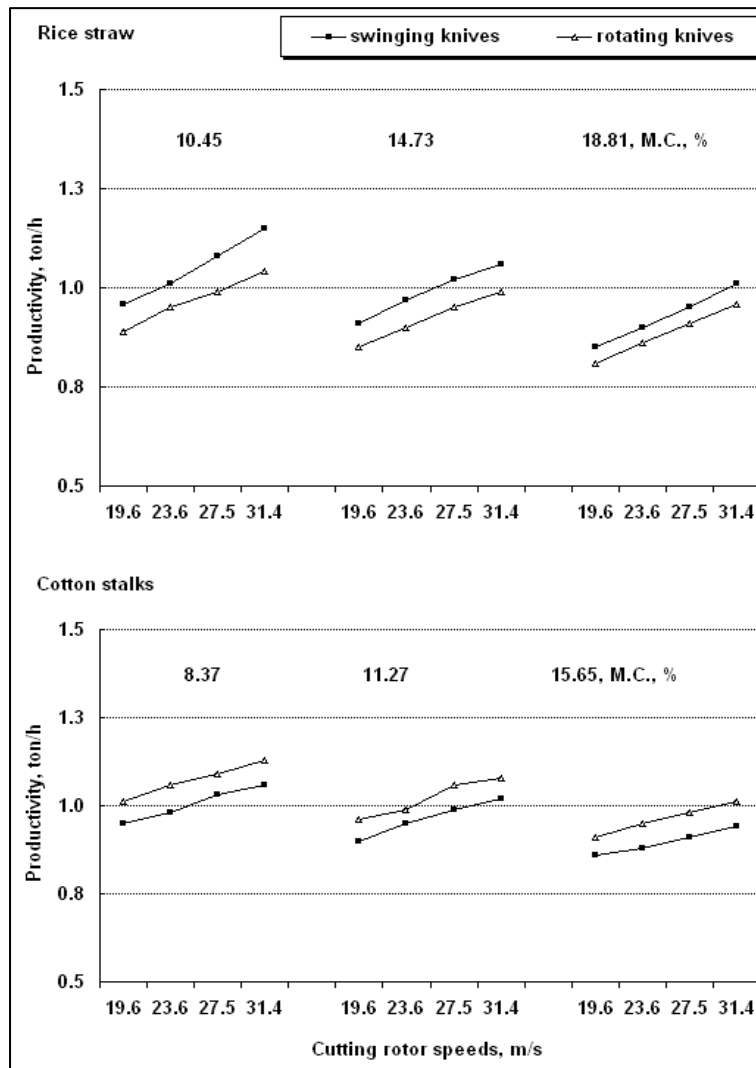 Rice straw
swinging knives rotating knives
1.5
10.45 14.73 18.81, M.C., %
1.3
1.0
0.8
0.5
Productivity, ton/h
19.6 23.6 27.5 31.4 19.6 23.6 27.5 31.4 19.6 23.6 27.5 31.4
Cotton stalks
1.5
8.37 11.27 15.65, M.C., %
1.3
1.0
0.8
0.5
Productivity, ton/h
19.6 23.6 27.5 31.4 19.6 23.6 27.5 31.4 19.6 23.6 27.5 31.4
Cutting rotor speeds, m/s